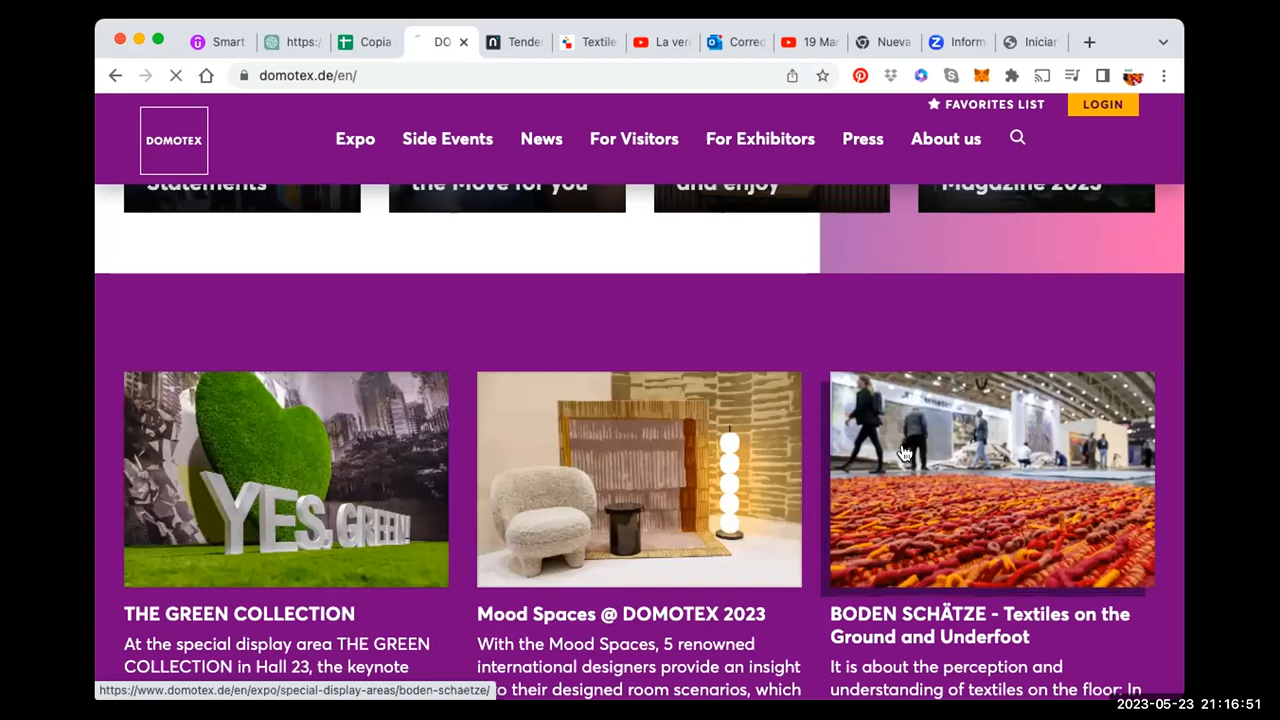 Smart
https:/
Copia
DO
Tender
Textile
La ver
Correc
19 Mar
Nueva
Inform
Iniciar
domotex.de/en/
FAVORITES LIST
LOGIN
DOMOTEX
Expo
Side Events
News
For Visitors
For Exhibitors
Press
About us
Statements
the Move for you
and enjoy
Magazine 2023
YES, GREEN!
THE GREEN COLLECTION
At the special display area THE GREEN
COLLECTION in Hall 23, the keynote
Mood Spaces @ DOMOTEX 2023
With the Mood Spaces, 5 renowned
international designers provide an insight
o their designed room scenarios, which
BODEN SCHÄTZE - Textiles on the
Ground and Underfoot
It is about the perception and
understanding of textiles on the floor: In
https://www.domotex.de/en/expo/special-display-areas/boden-schaetze/
2023-05-23 21:16:51